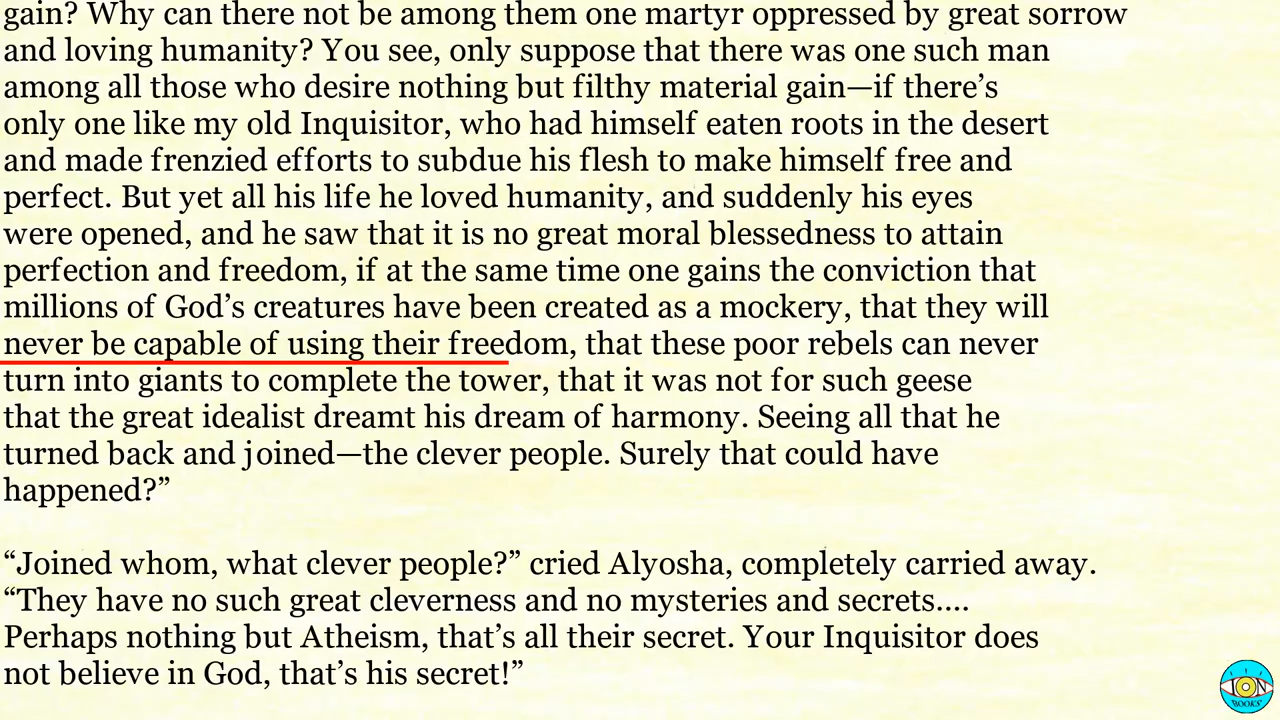 gain? Why can there not be among them one martyr oppressed by great sorrow
and loving humanity? You see, only suppose that there was one such man
among all those who desire nothing but filthy material gain—if there’s
only one like my old Inquisitor, who had himself eaten roots in the desert
and made frenzied efforts to subdue his flesh to make himself free and
perfect. But yet all his life he loved humanity, and suddenly his eyes
were opened, and he saw that it is no great moral blessedness to attain
perfection and freedom, if at the same time one gains the conviction that
millions of God’s creatures have been created as a mockery, that they will
never be capable of using their freedom, that these poor rebels can never
turn into giants to complete the tower, that it was not for such geese
that the great idealist dreamt his dream of harmony. Seeing all that he
turned back and joined—the clever people. Surely that could have
happened?”
“Joined whom, what clever people?” cried Alyosha, completely carried away.
“They have no such great cleverness and no mysteries and secrets....
Perhaps nothing but Atheism, that’s all their secret. Your Inquisitor does
not believe in God, that’s his secret!”
ION
BOOKS